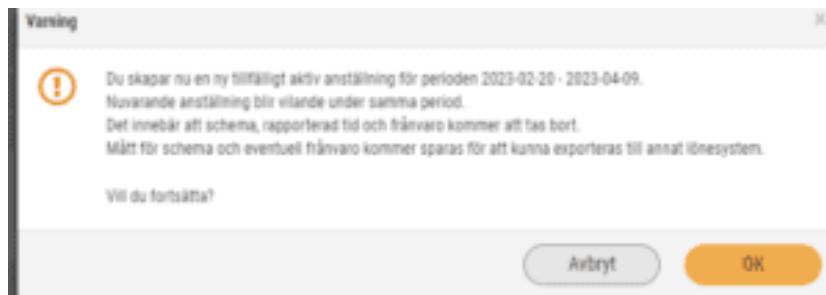 Varning
Du skapar nu en ny tillfälligt aktiv anställning för perioden 2023-02-20 - 2023-04-09.
Nuvarande anställning blir vilande under samma period.
Det innebär att schema, rapporterad tid och frånvaro kommer att tas bort.
Mått för schema och eventuell frånvaro kommer sparas för att kunna exporteras till annat lönesystem.
Vill du fortsätta?
Avbryt
OK